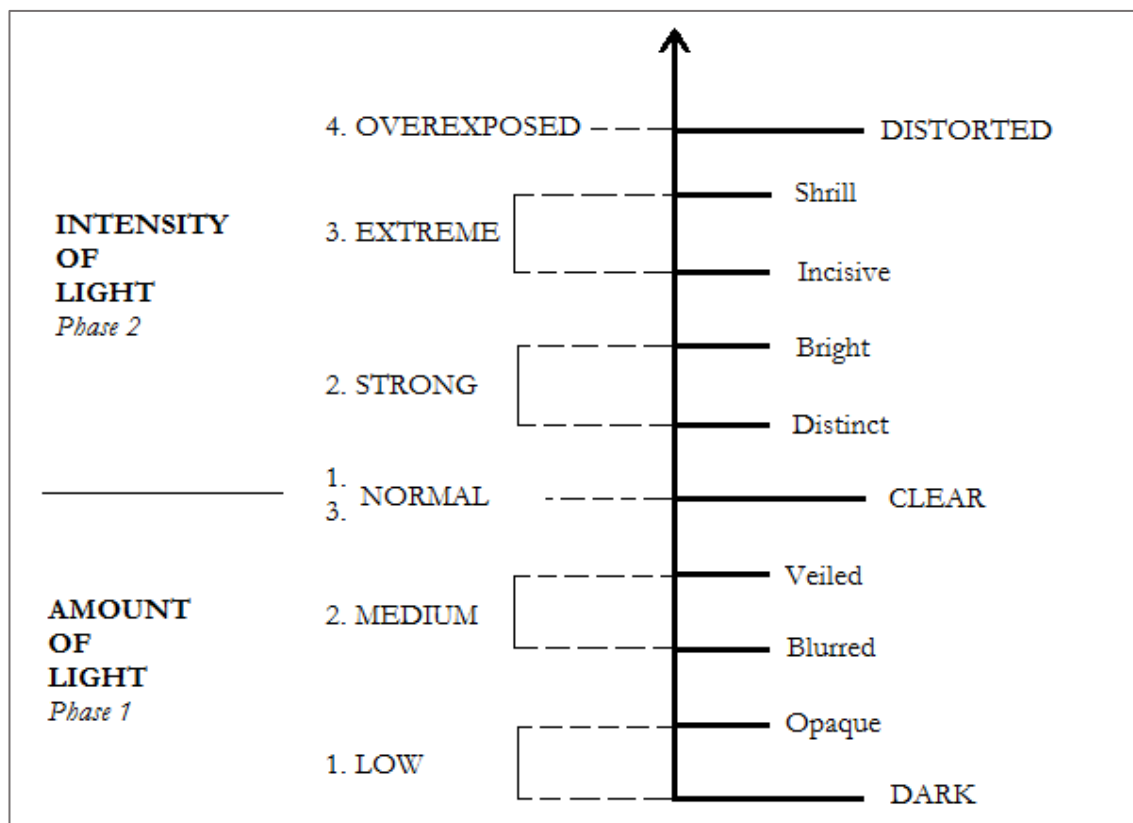 4. OVEREXPOSED
DISTORTED
Shrill
INTENSITY
OF
LIGHT
Phase 2
3. EXTREME
Incisive
Bright
2. STRONG
Distinct
1.
3.
NORMAL
CLEAR
Veiled
AMOUNT
OF
LIGHT
Phase 1
2. MEDIUM
Blurred
Opaque
1. LOW
DARK